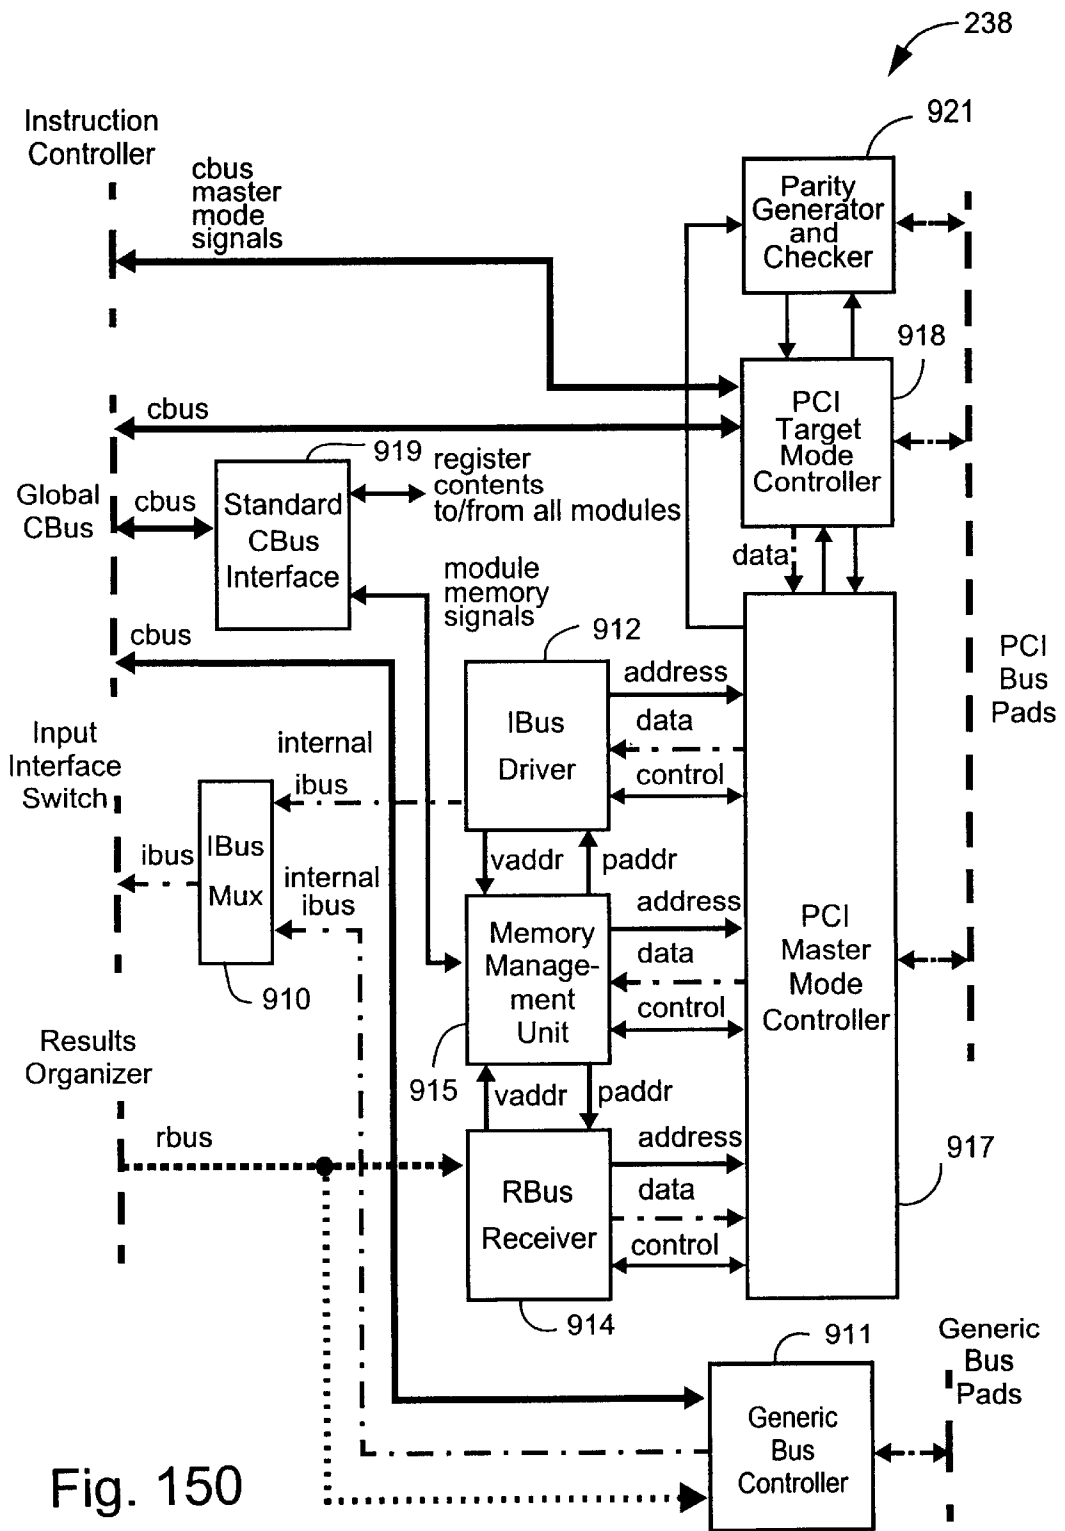 238
921
Instruction
Controller
cbus
master
mode
signals
Parity
Generator
and
Checker
918
cbus
PCI
Target
Mode
Controller
919
register
contents
to/from all modules
Global
CBus
cbus
Standard
CBus
Interface
data
module
memory
signals
cbus
912
PCI
Bus
Pads
address
IBus
Driver
data
control
Input
Interface
Switch
internal
ibus
IBus
Mux
ibus
internal
ibus
vaddr
paddr
address
Memory
Manage-
ment
Unit
data
control
PCI
Master
Mode
Controller
910
915
Results
Organizer
vaddr
paddr
rbus
address
917
RBus
Receiver
data
control
914
911
Generic
Bus
Pads
Generic
Bus
Controller
Fig. 150